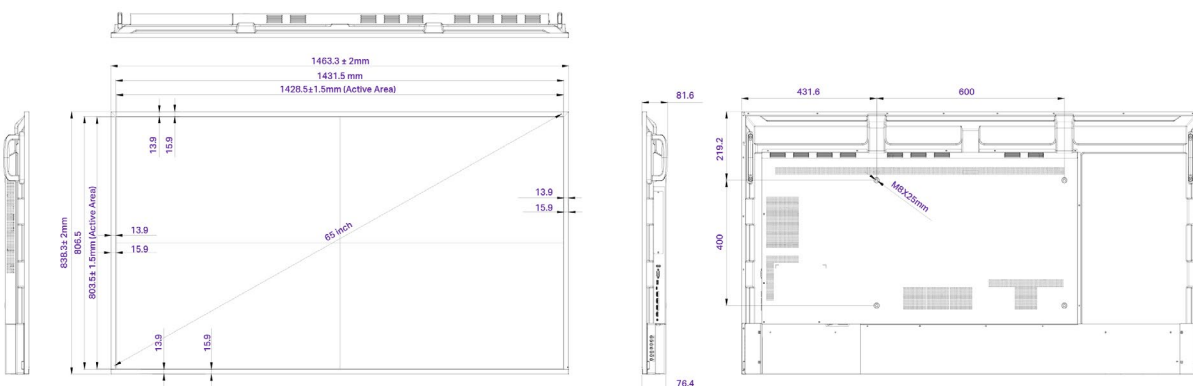 1463.3 ± 2mm
1431.5 mm
1428.5±1.5mm (Active Area)
13.9
15.9
838.3± 2mm
806.5
803.5± 1.5mm (Active Area)
13.9
15.9
13.9
15.9
65 inch
13.9
15.9
81.6
76.4
431.6
600
219.2
400
M8X25mm